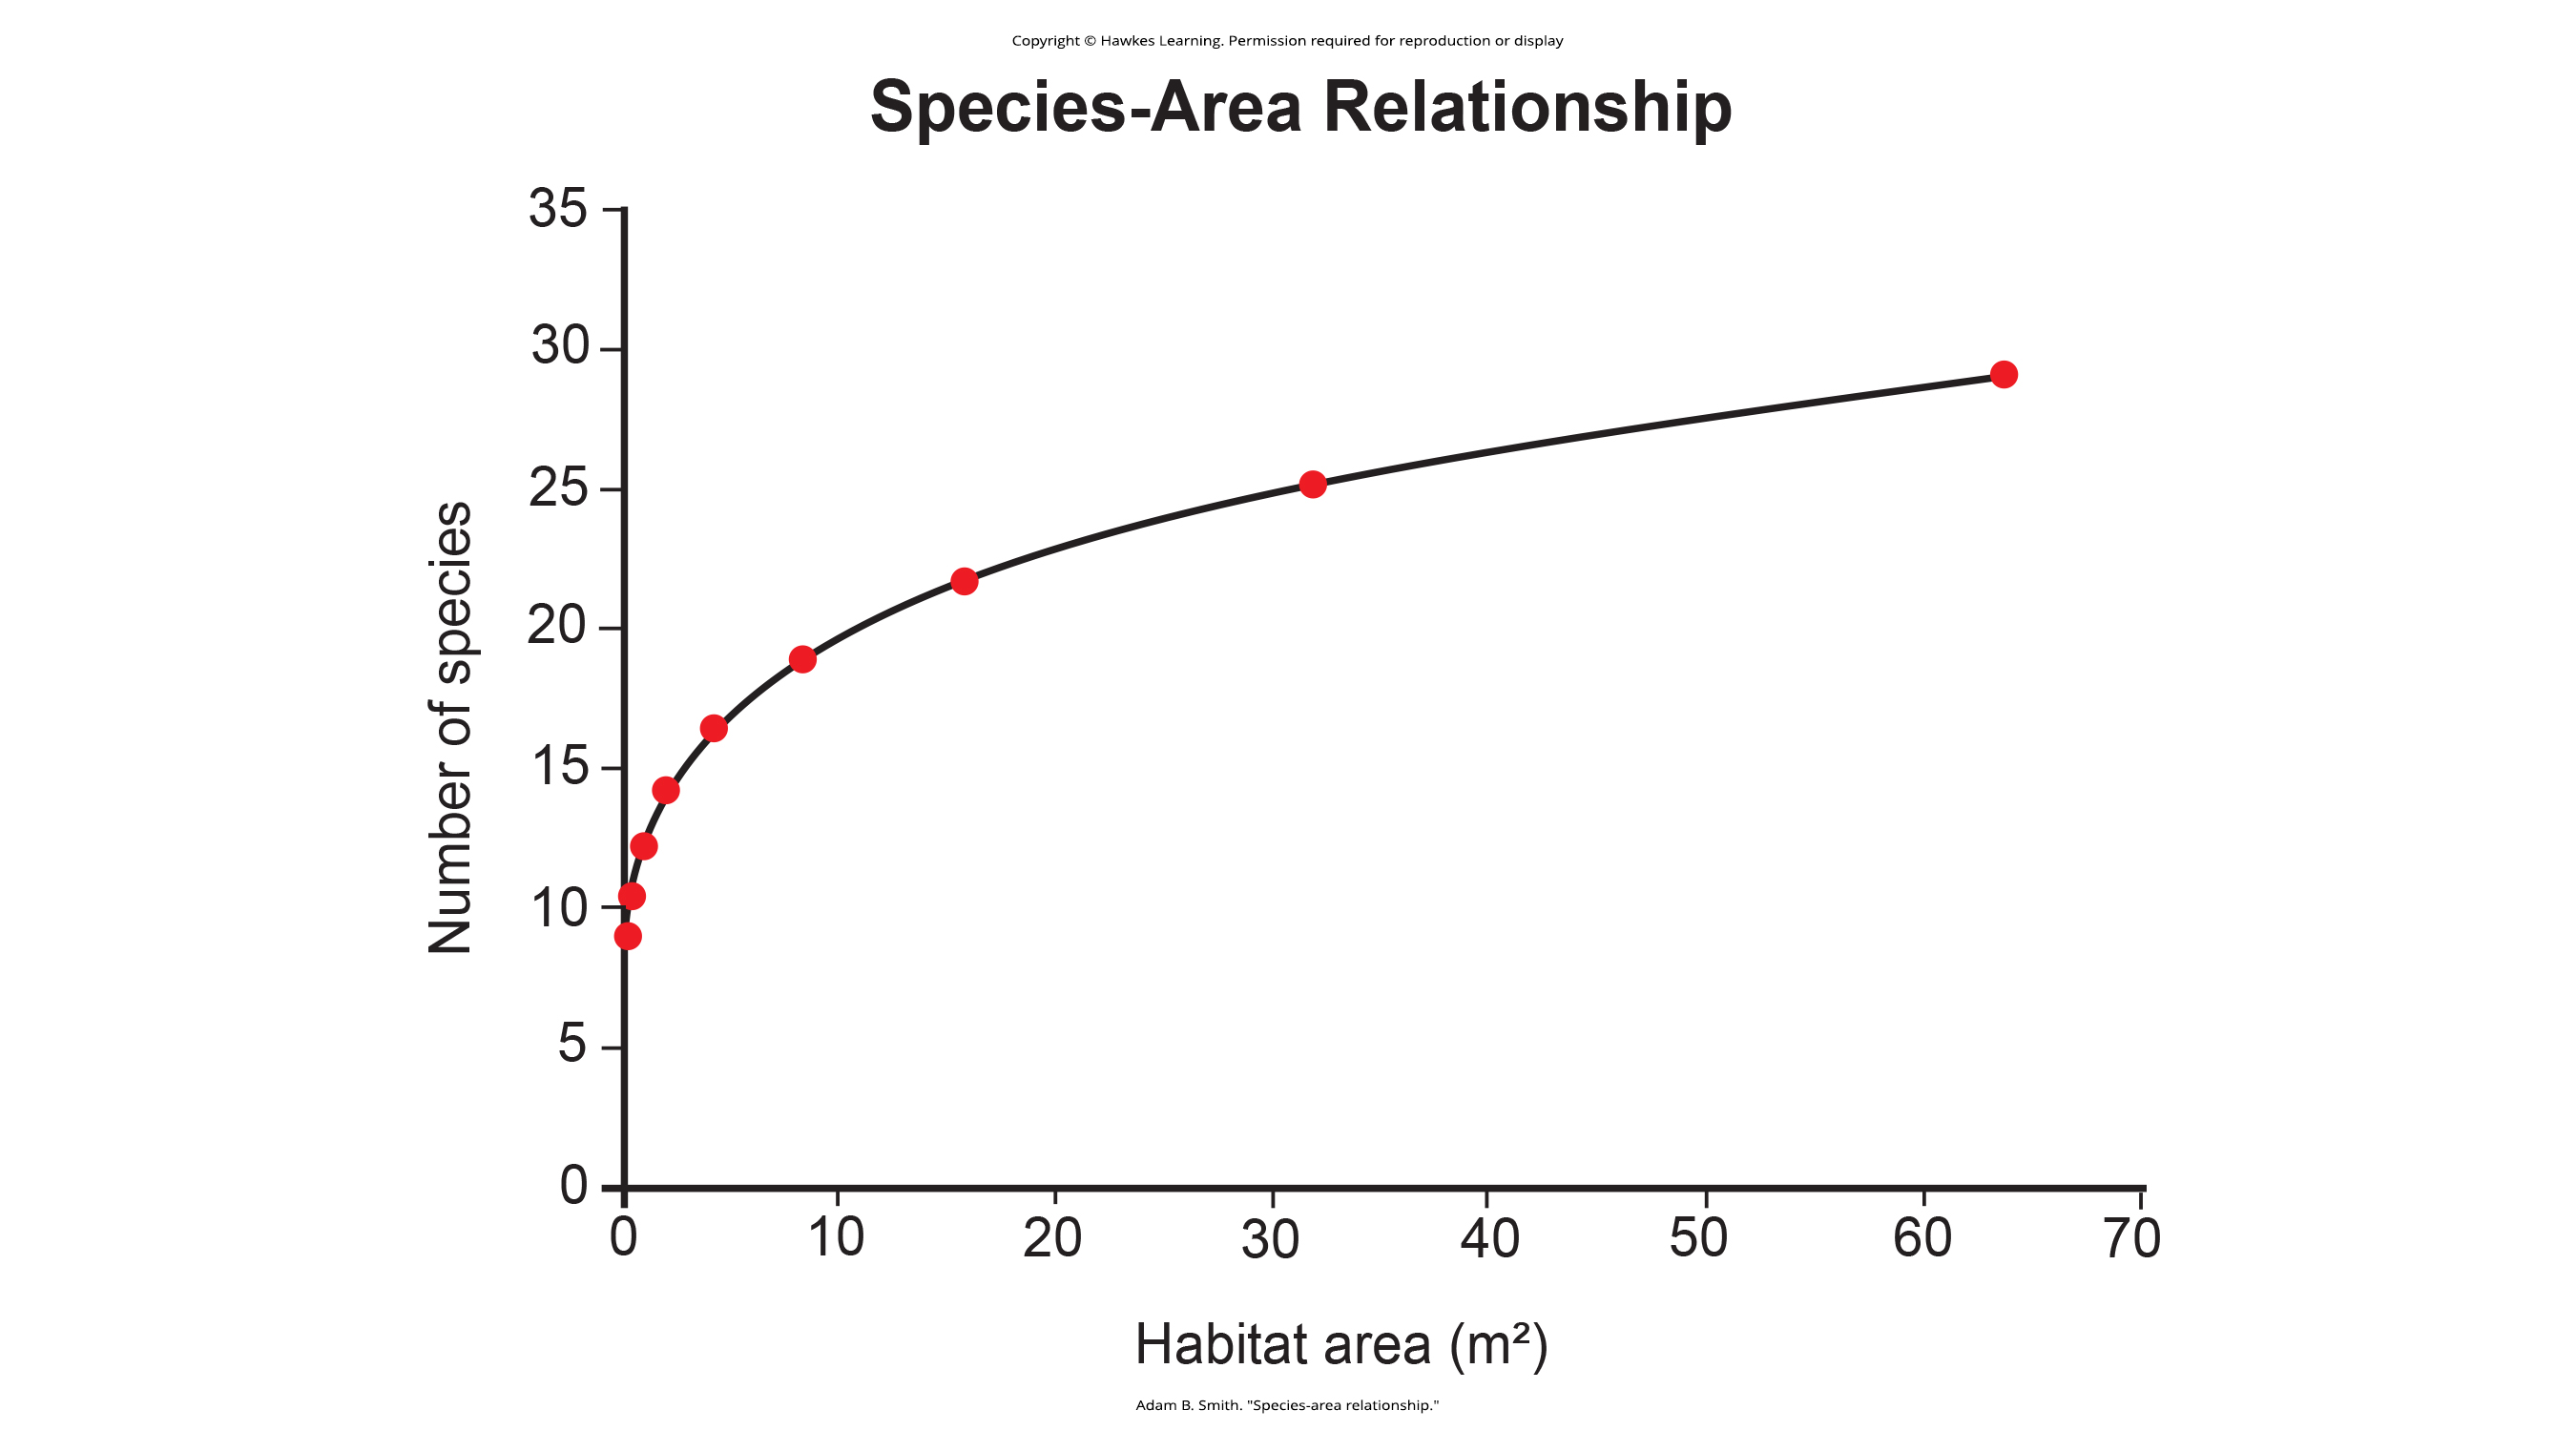 Copyright © Hawkes Learning. Permission required for reproduction or display
Species-Area Relationship
35
30
25
20
15
10
5
0
Number of species
0 10 20 30 40 50 60 70
Habitat area (m²)
Adam B. Smith. "Species-area relationship."